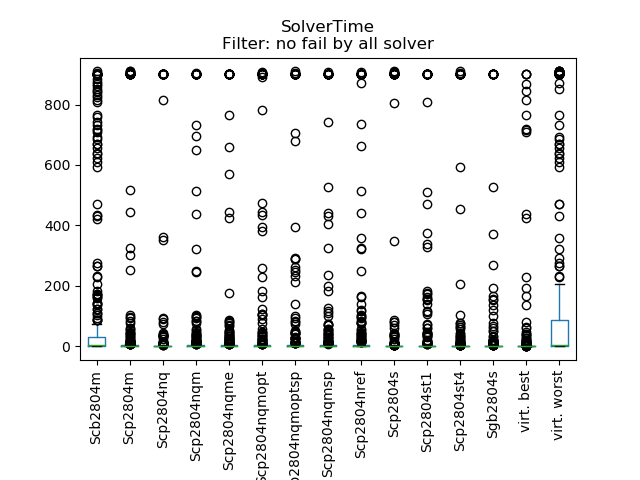 SolverTime
Filter: no fail by all solver
800
600
400
200
0
Scb2804m
Scp2804m
Scp2804nq
Scp2804nqm
Scp2804nqme
Scp2804nqmopt
p2804nqmoptsp
Scp2804nqmsp
Scp2804nref
Scp2804s
Scp2804st1
Scp2804st4
Sgb2804s
virt. best
virt. worst